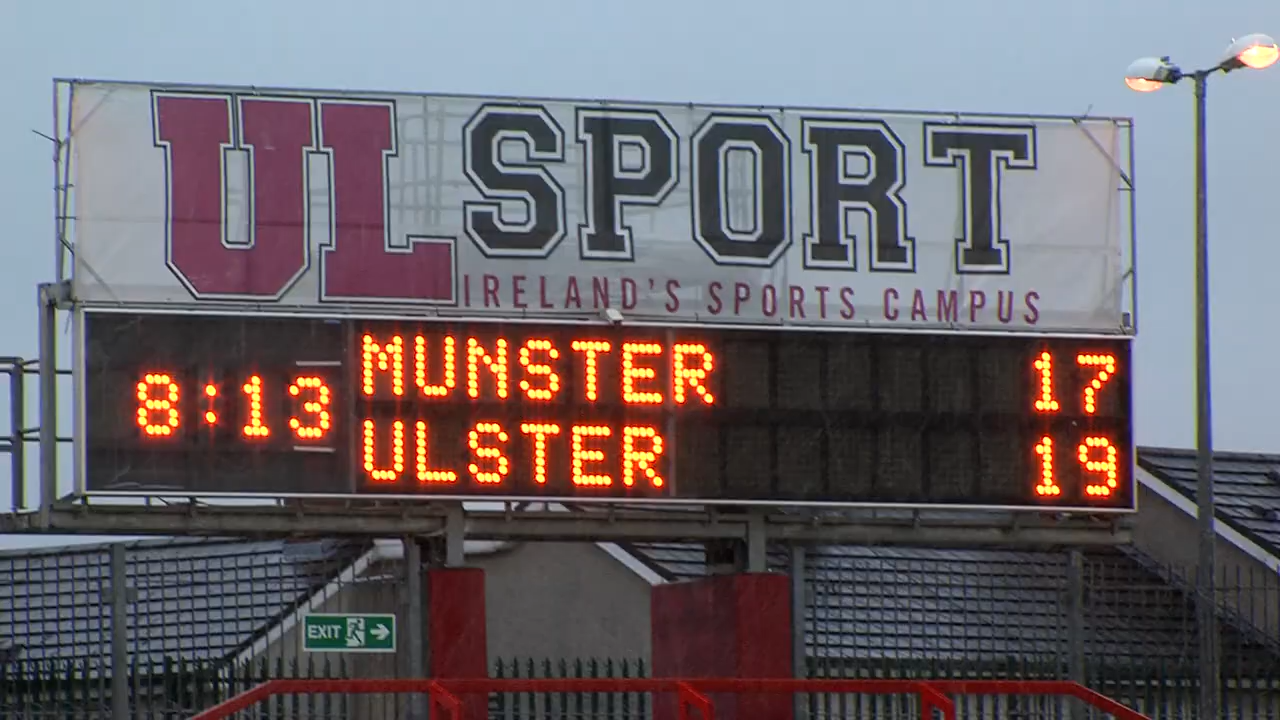 UL SPORT
IRELAND'S SPORTS CAMPUS
8:13
MUNSTER 17
ULSTER 19
EXIT